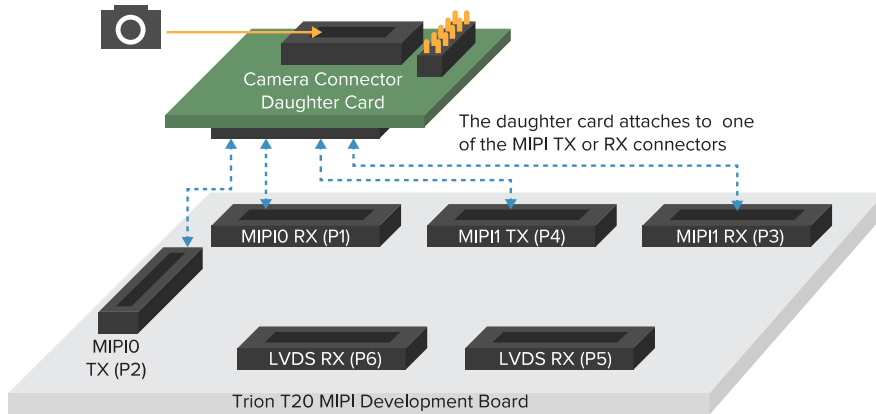 Camera Connector
Daughter Card
The daughter card attaches to one
of the MIPI TX or RX connectors
MIPI0 RX (P1)
MIPI1 TX (P4)
MIPI1 RX (P3)
MIPI0
TX (P2)
LVDS RX (P6)
LVDS RX (P5)
Trion T20 MIPI Development Board